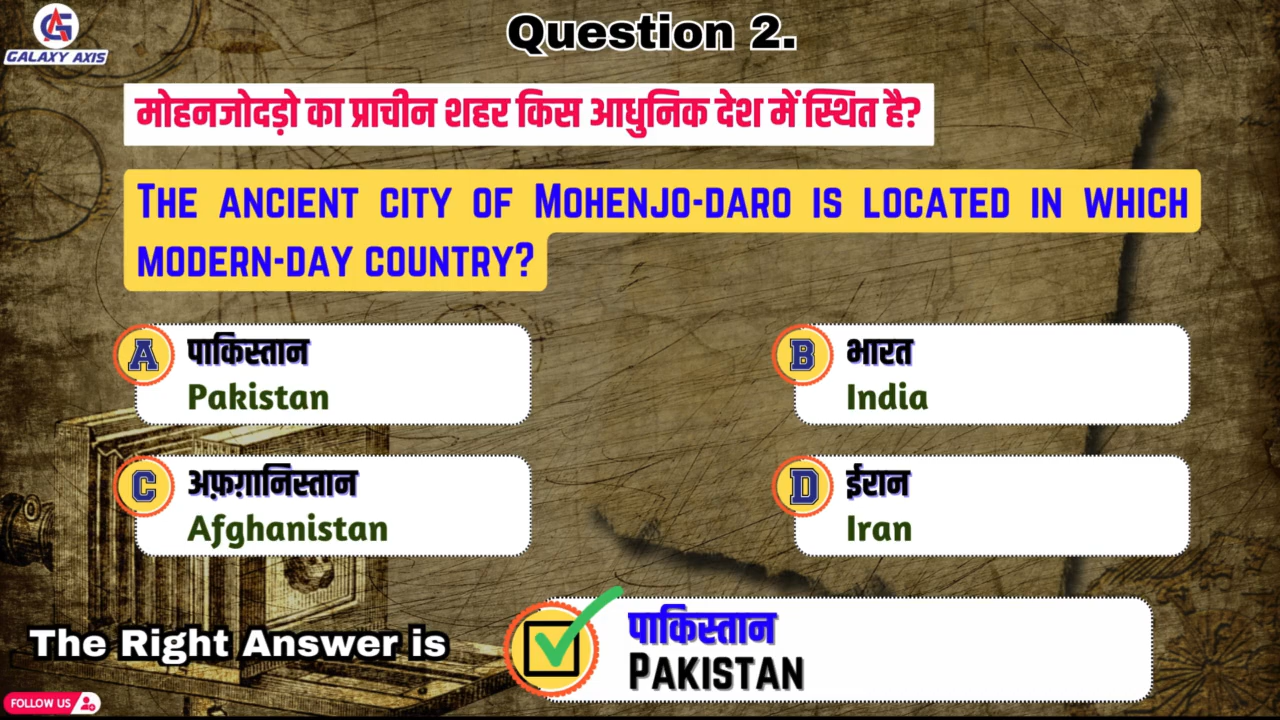 GALAXY AXIS
Question 2.
मोहनजोदड़ो का प्राचीन शहर किस आधुनिक देश में स्थित है?
THE ANCIENT CITY OF MOHENJO-DARO IS LOCATED IN WHICH
MODERN-DAY COUNTRY?
A पाकिस्तान
Pakistan
B भारत
India
C अफ़ग़ानिस्तान
Afghanistan
D ईरान
Iran
The Right Answer is
पाकिस्तान
PAKISTAN
FOLLOW US